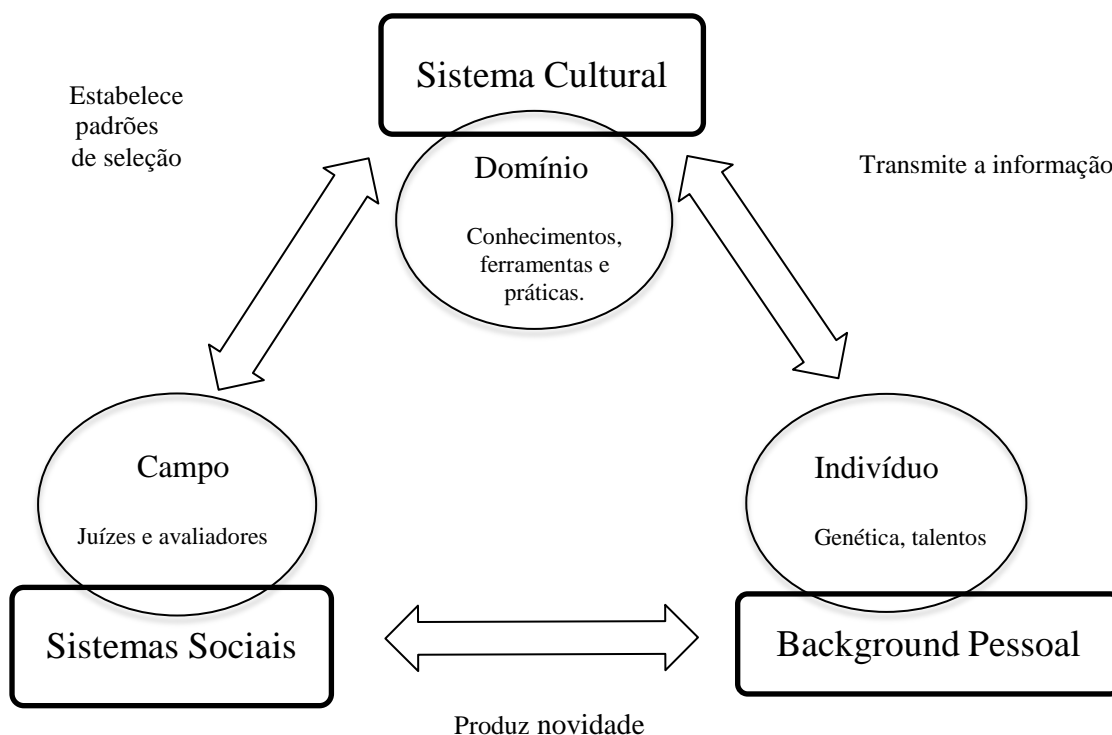 Sistema Cultural
Estabelece
padrões
de seleção
Domínio
Transmite a informação
Conhecimentos,
ferramentas e
práticas.
Campo
Juízes e avaliadores
Indivíduo
Genética, talentos
Sistemas Sociais
Background Pessoal
Produz novidade